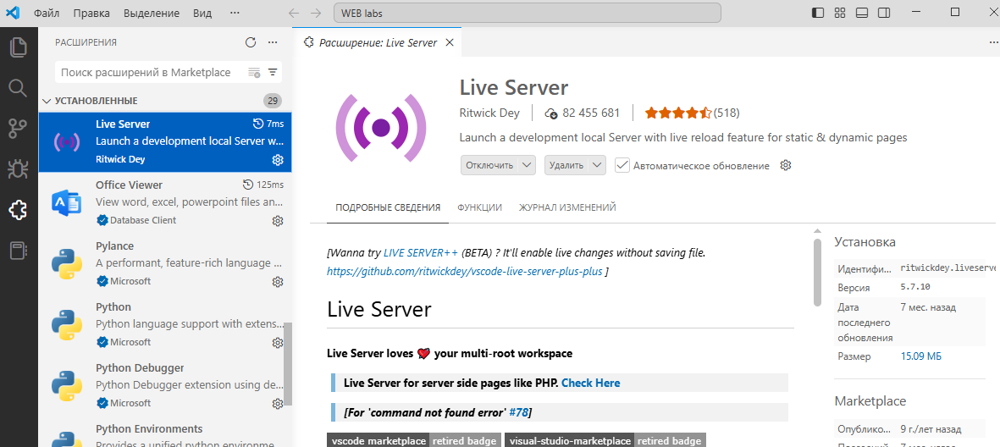 Файл Правка Выделение Вид ··· WEB labs
РАСШИРЕНИЯ
Расширение: Live Server
Поиск расширений в Marketplace
УСТАНОВЛЕННЫЕ 29
Live Server 7ms
Launch a development local Server w...
Ritwick Dey
Office Viewer 125ms
View word, excel, powerpoint files an...
Database Client
Pylance
A performant, feature-rich language ...
Microsoft
Python
Python language support with extens...
Microsoft
Python Debugger
Python Debugger extension using de...
Microsoft
Python Environments
Provides a unified python environme...
Live Server
Ritwick Dey 82 455 681 (518)
Launch a development local Server with live reload feature for static & dynamic pages
Отключить Удалить Автоматическое обновление
ПОДРОБНЫЕ СВЕДЕНИЯ ФУНКЦИИ ЖУРНАЛ ИЗМЕНЕНИЙ
[Wanna try LIVE SERVER++ (BETA) ? It'll enable live changes without saving file.
https://github.com/ritwickdey/vscode-live-server-plus-plus ]
Live Server
Live Server loves 💘 your multi-root workspace
Live Server for server side pages like PHP. Check Here
[For 'command not found error' #78]
vscode marketplace retired badge visual-studio-marketplace retired badge
Установка
Идентифи... ritwickdey.liveserve
Версия 5.7.10
Дата последнего обновления 7 мес. назад
Размер 15.09 МБ
Marketplace
Опублико... 9 г./лет назад